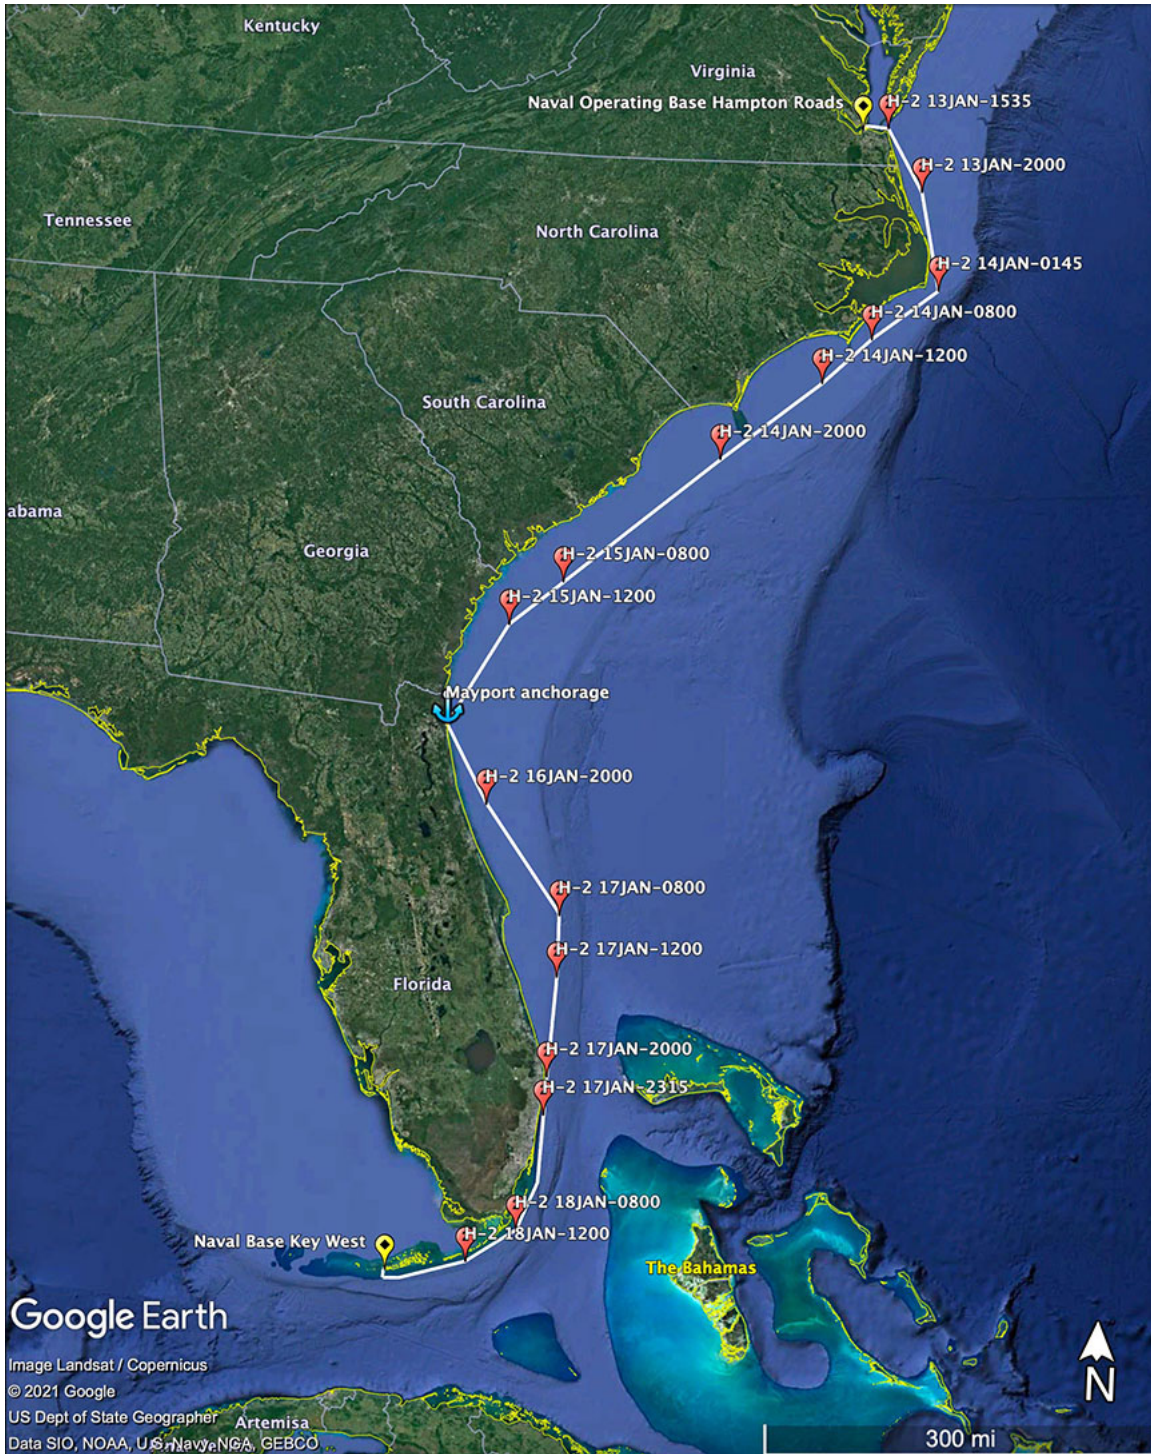 Kentucky
Virginia
Naval Operating Base Hampton Roads
H-2 13JAN-1535
H-2 13JAN-2000
Tennessee
North Carolina
H-2 14JAN-0145
H-2 14JAN-0800
H-2 14JAN-1200
South Carolina
H-2 14JAN-2000
abama
Georgia
H-2 15JAN-0800
H-2 15JAN-1200
Mayport anchorage
H-2 16JAN-2000
H-2 17JAN-0800
H-2 17JAN-1200
Florida
H-2 17JAN-2000
H-2 17JAN-2315
H-2 18JAN-0800
H-2 18JAN-1200
Naval Base Key West
The Bahamas
Google Earth
Image Landsat / Copernicus
© 2021 Google
US Dept of State Geographer
Artemisa
Data SIO, NOAA, U.S. Navy, NGA, GEBCO
N
300 mi